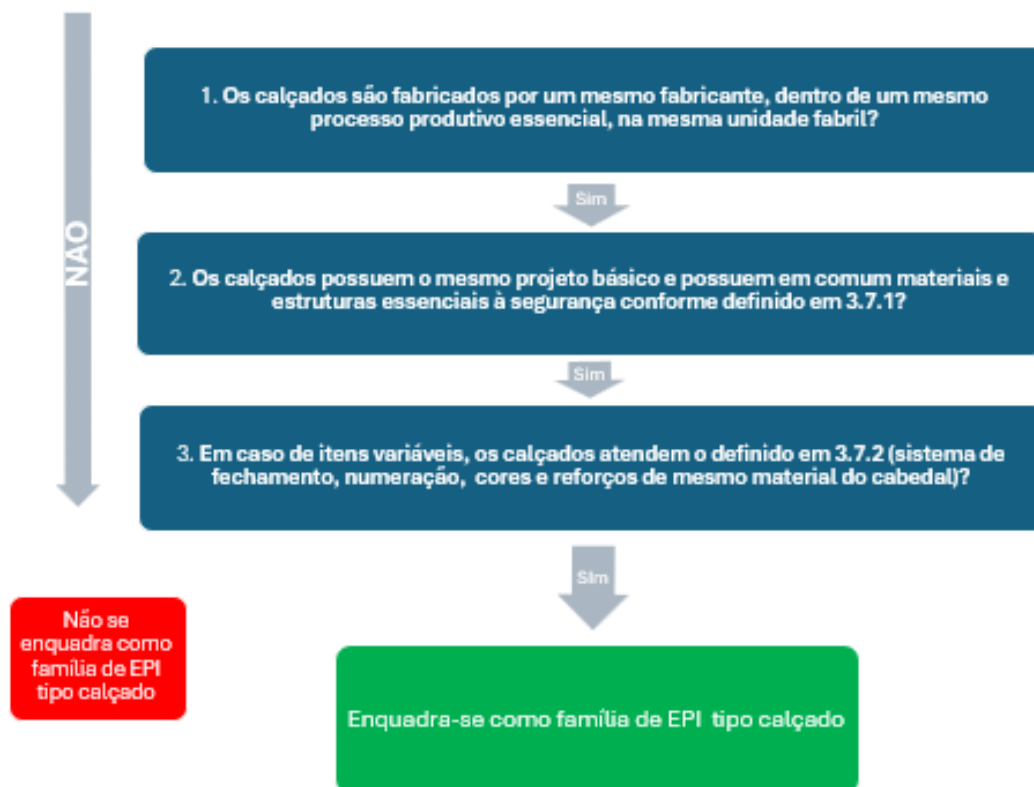 1. Os calçados são fabricados por um mesmo fabricante, dentro de um mesmo
processo produtivo essencial, na mesma unidade fabril?
Sim
NAO
2. Os calçados possuem o mesmo projeto básico e possuem em comum materiais e
estruturas essenciais à segurança conforme definido em 3.7.1?
Sim
3. Em caso de itens variáveis, os calçados atendem o definido em 3.7.2 (sistema de
fechamento, numeração, cores e reforços de mesmo material do cabedal)?
Sim
Não se
enquadra como
família de EPI
tipo calçado
Enquadra-se como família de EPI tipo calçado